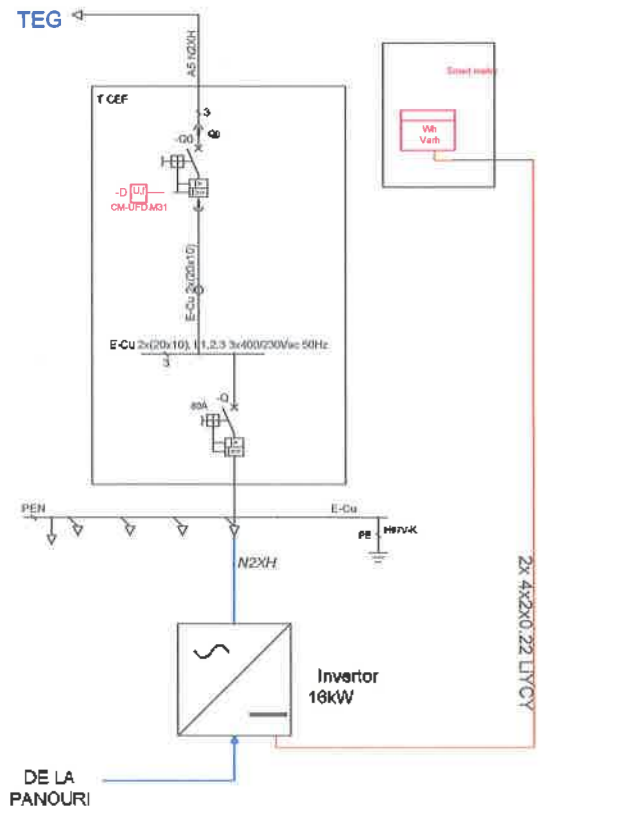 TEG
A5 N2XH
Smart meter
T CEF
3
-Q0
Wh
Varh
-D
U,f
CM-UFD.M31
E-Cu 2x(20x10)
E-Cu 2x(20x10), L1,2,3 3x400/230Vac 50Hz
3
-Q
80A
PEN
E-Cu
PE
H07V-K
N2XH
2x 4x2x0.22 LIYCY
Invertor
16kW
DE LA
PANOURI